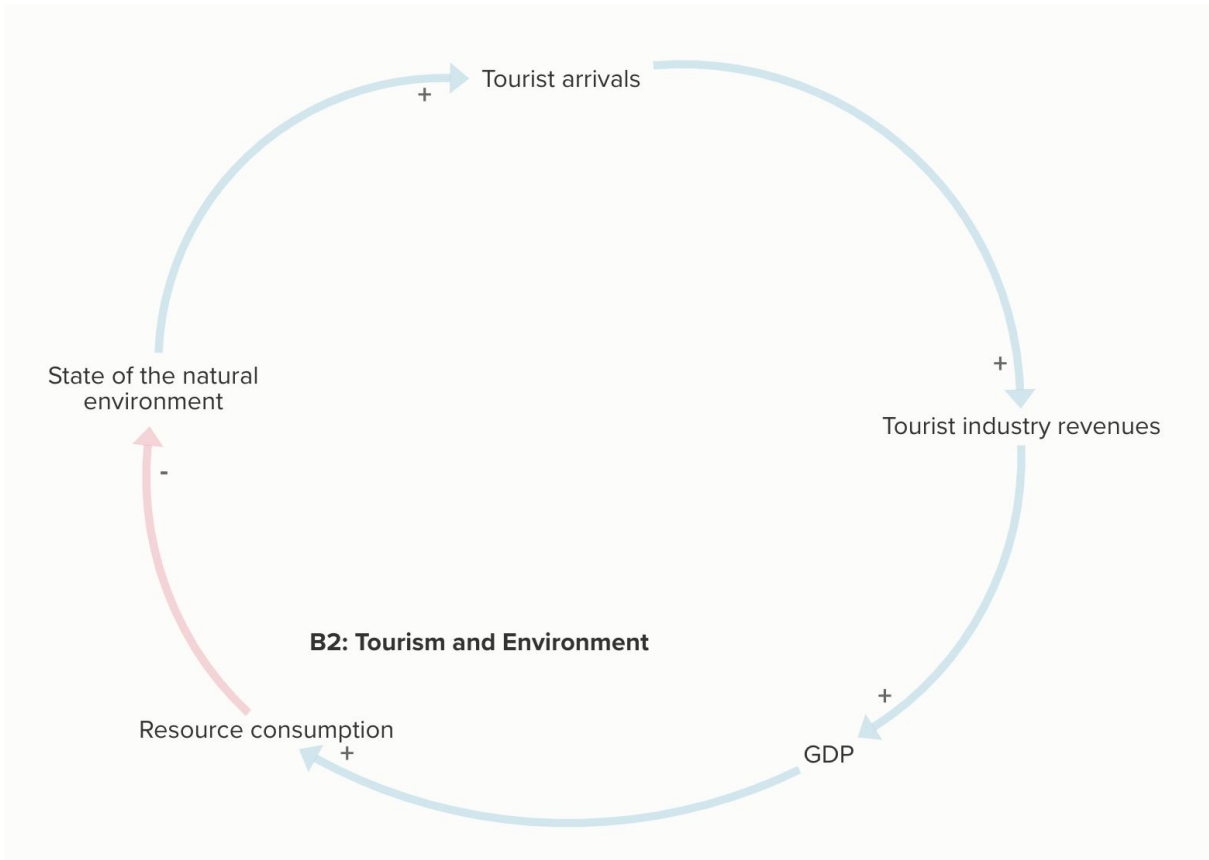 Tourist arrivals
+
+
State of the natural
environment
Tourist industry revenues
-
B2: Tourism and Environment
+
Resource consumption
+
GDP